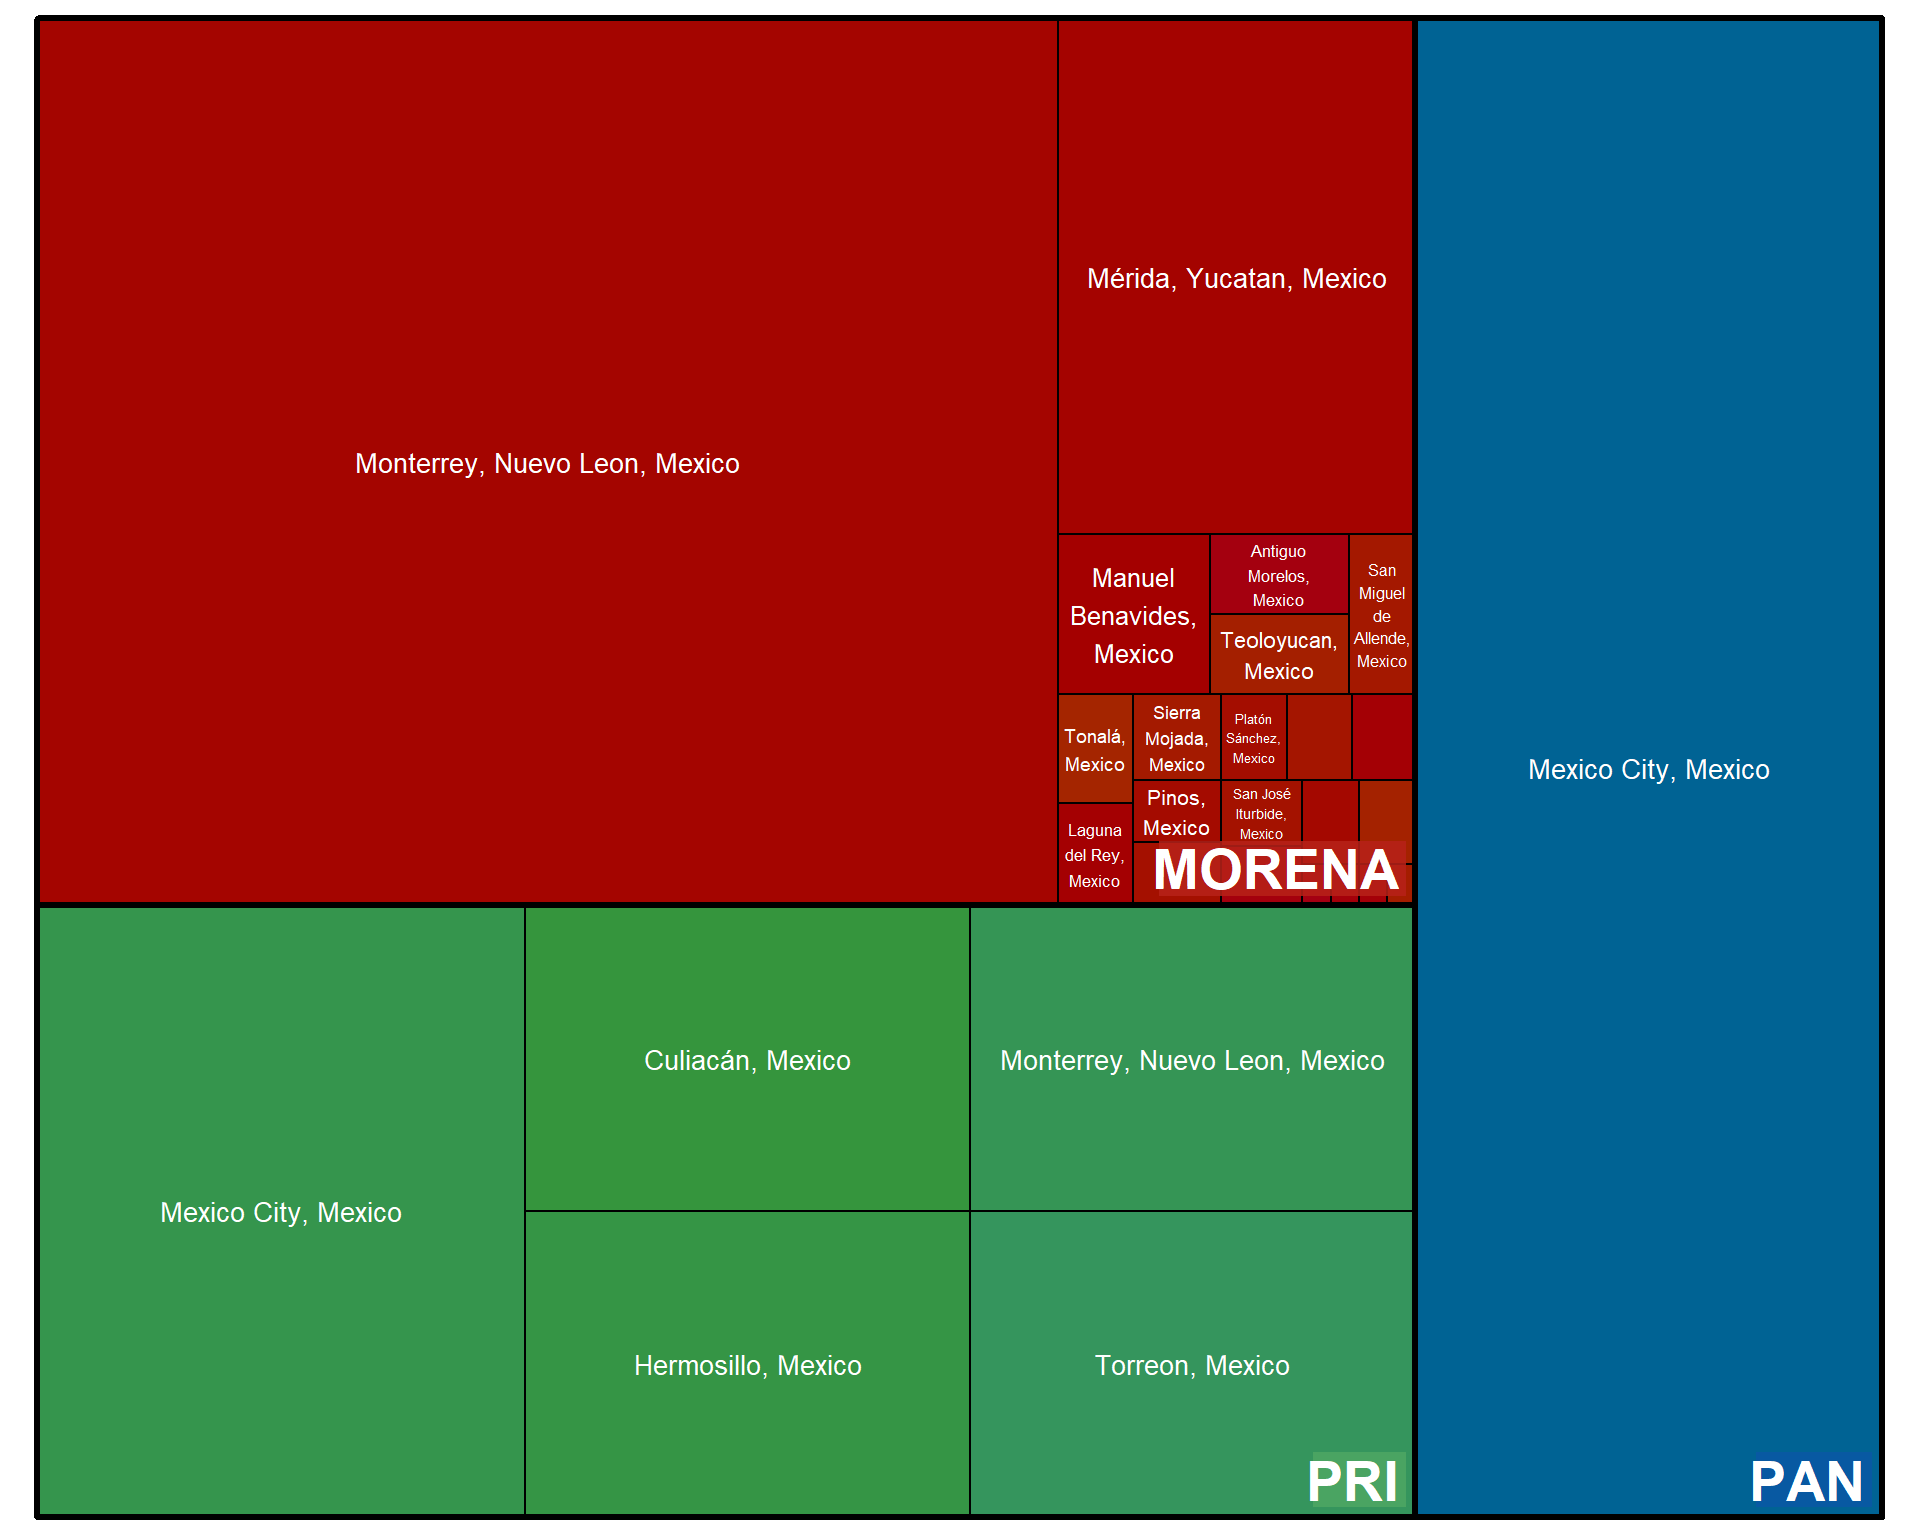 Monterrey, Nuevo Leon, Mexico
Mérida, Yucatan, Mexico
Manuel
Benavides,
Mexico
Antiguo
Morelos,
Mexico
Teoloyucan,
Mexico
San
Miguel
de
Allende,
Mexico
Tonalá,
Mexico
Laguna
del Rey,
Mexico
Sierra
Mojada,
Mexico
Pinos,
Mexico
Platón
Sánchez,
Mexico
San José
Iturbide,
Mexico
MORENA
Mexico City, Mexico
Culiacán, Mexico
Hermosillo, Mexico
Monterrey, Nuevo Leon, Mexico
Torreon, Mexico
PRI
Mexico City, Mexico
PAN